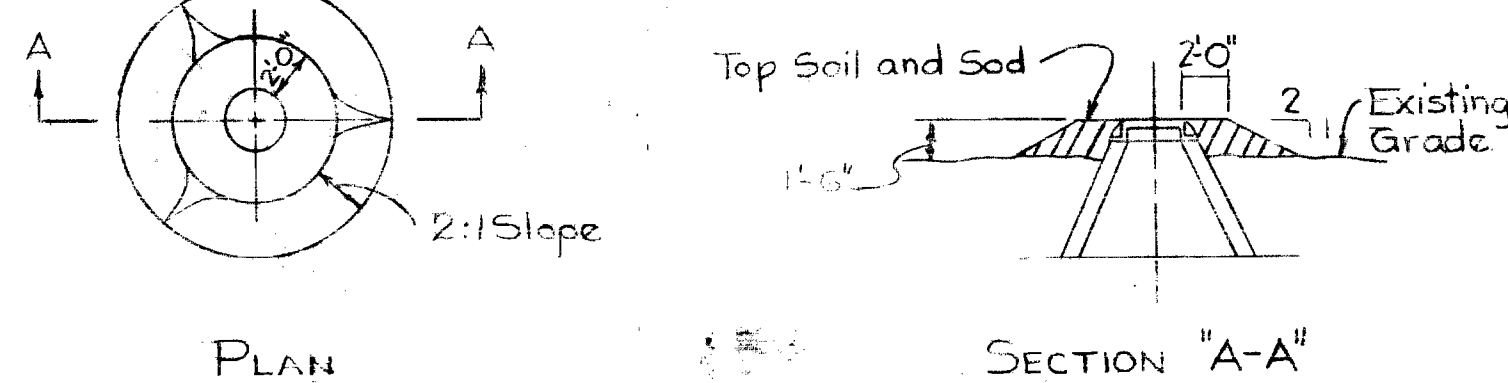 A
A
2'-0"
2:1 Slope
PLAN
Top Soil and Sod
2'-0"
2
1
Existing
Grade
1'-6"
SECTION "A-A"